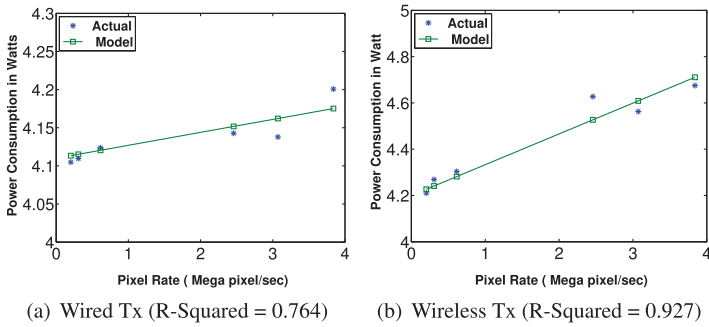 4.3
4.25
4.2
4.15
4.1
4.05
4
Power Consumption in Watts
Actual
Model
0 1 2 3 4
Pixel Rate ( Mega pixel/sec)
(a) Wired Tx (R-Squared = 0.764)
5
4.8
4.6
4.4
4.2
4
Power Consumption in Watt
Actual
Model
0 1 2 3 4
Pixel Rate ( Mega pixel/sec)
(b) Wireless Tx (R-Squared = 0.927)